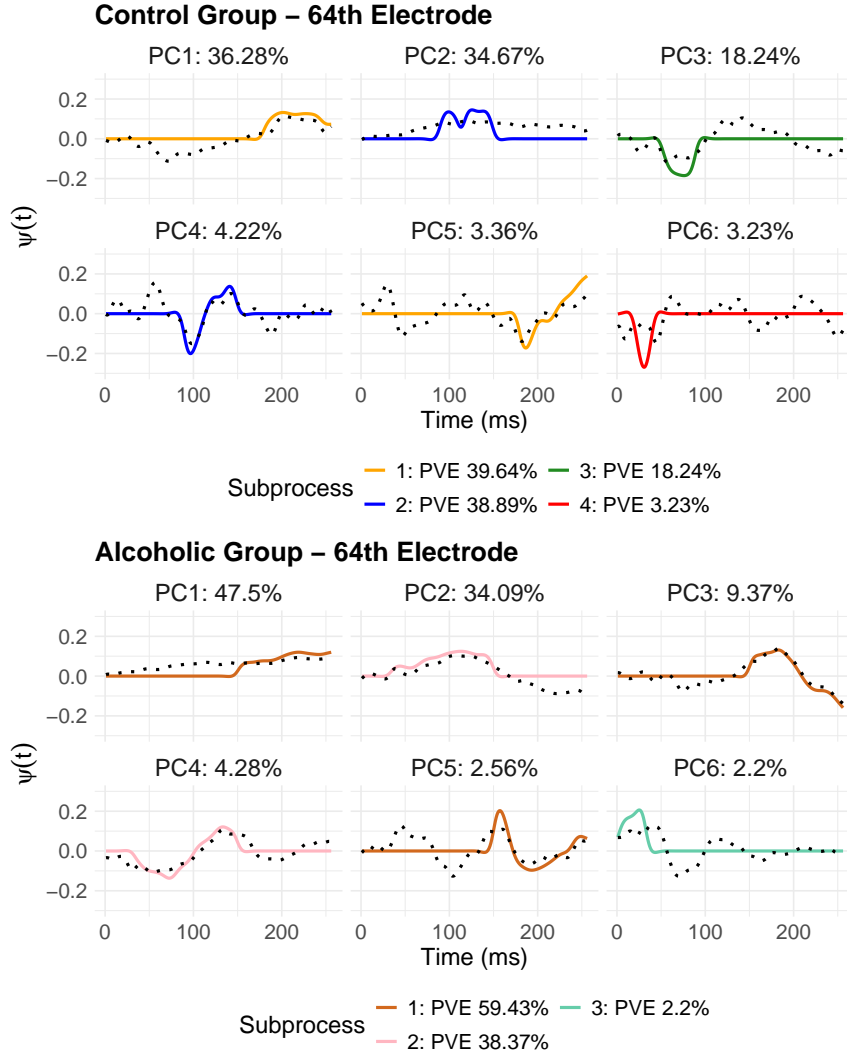 Control Group – 64th Electrode
PC1: 36.28% PC2: 34.67% PC3: 18.24%
0.2
0.0
−0.2
PC4: 4.22% PC5: 3.36% PC6: 3.23%
0.2
0.0
−0.2
ψ(t)
0 100 200 0 100 200 0 100 200
Time (ms)
Subprocess
1: PVE 39.64% 3: PVE 18.24%
2: PVE 38.89% 4: PVE 3.23%
Alcoholic Group – 64th Electrode
PC1: 47.5% PC2: 34.09% PC3: 9.37%
0.2
0.0
−0.2
PC4: 4.28% PC5: 2.56% PC6: 2.2%
0.2
0.0
−0.2
ψ(t)
0 100 200 0 100 200 0 100 200
Time (ms)
Subprocess
1: PVE 59.43% 3: PVE 2.2%
2: PVE 38.37%